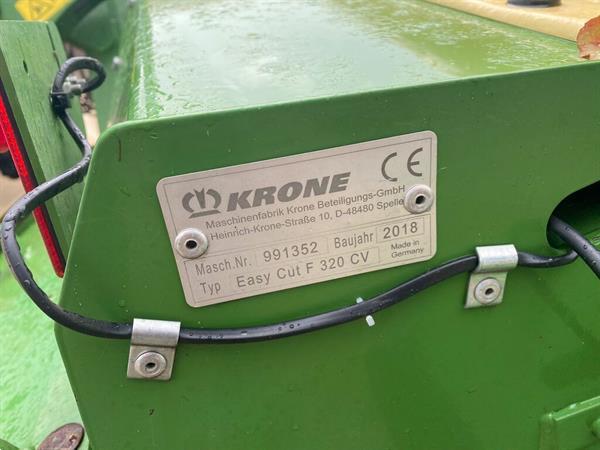 KRONE CE
Maschinenfabrik Krone Beteiligungs-GmbH
Heinrich-Krone-Straße 10, D-48480 Spelle
Masch.Nr. 991352 Baujahr 2018
Typ Easy Cut F 320 CV Made in Germany